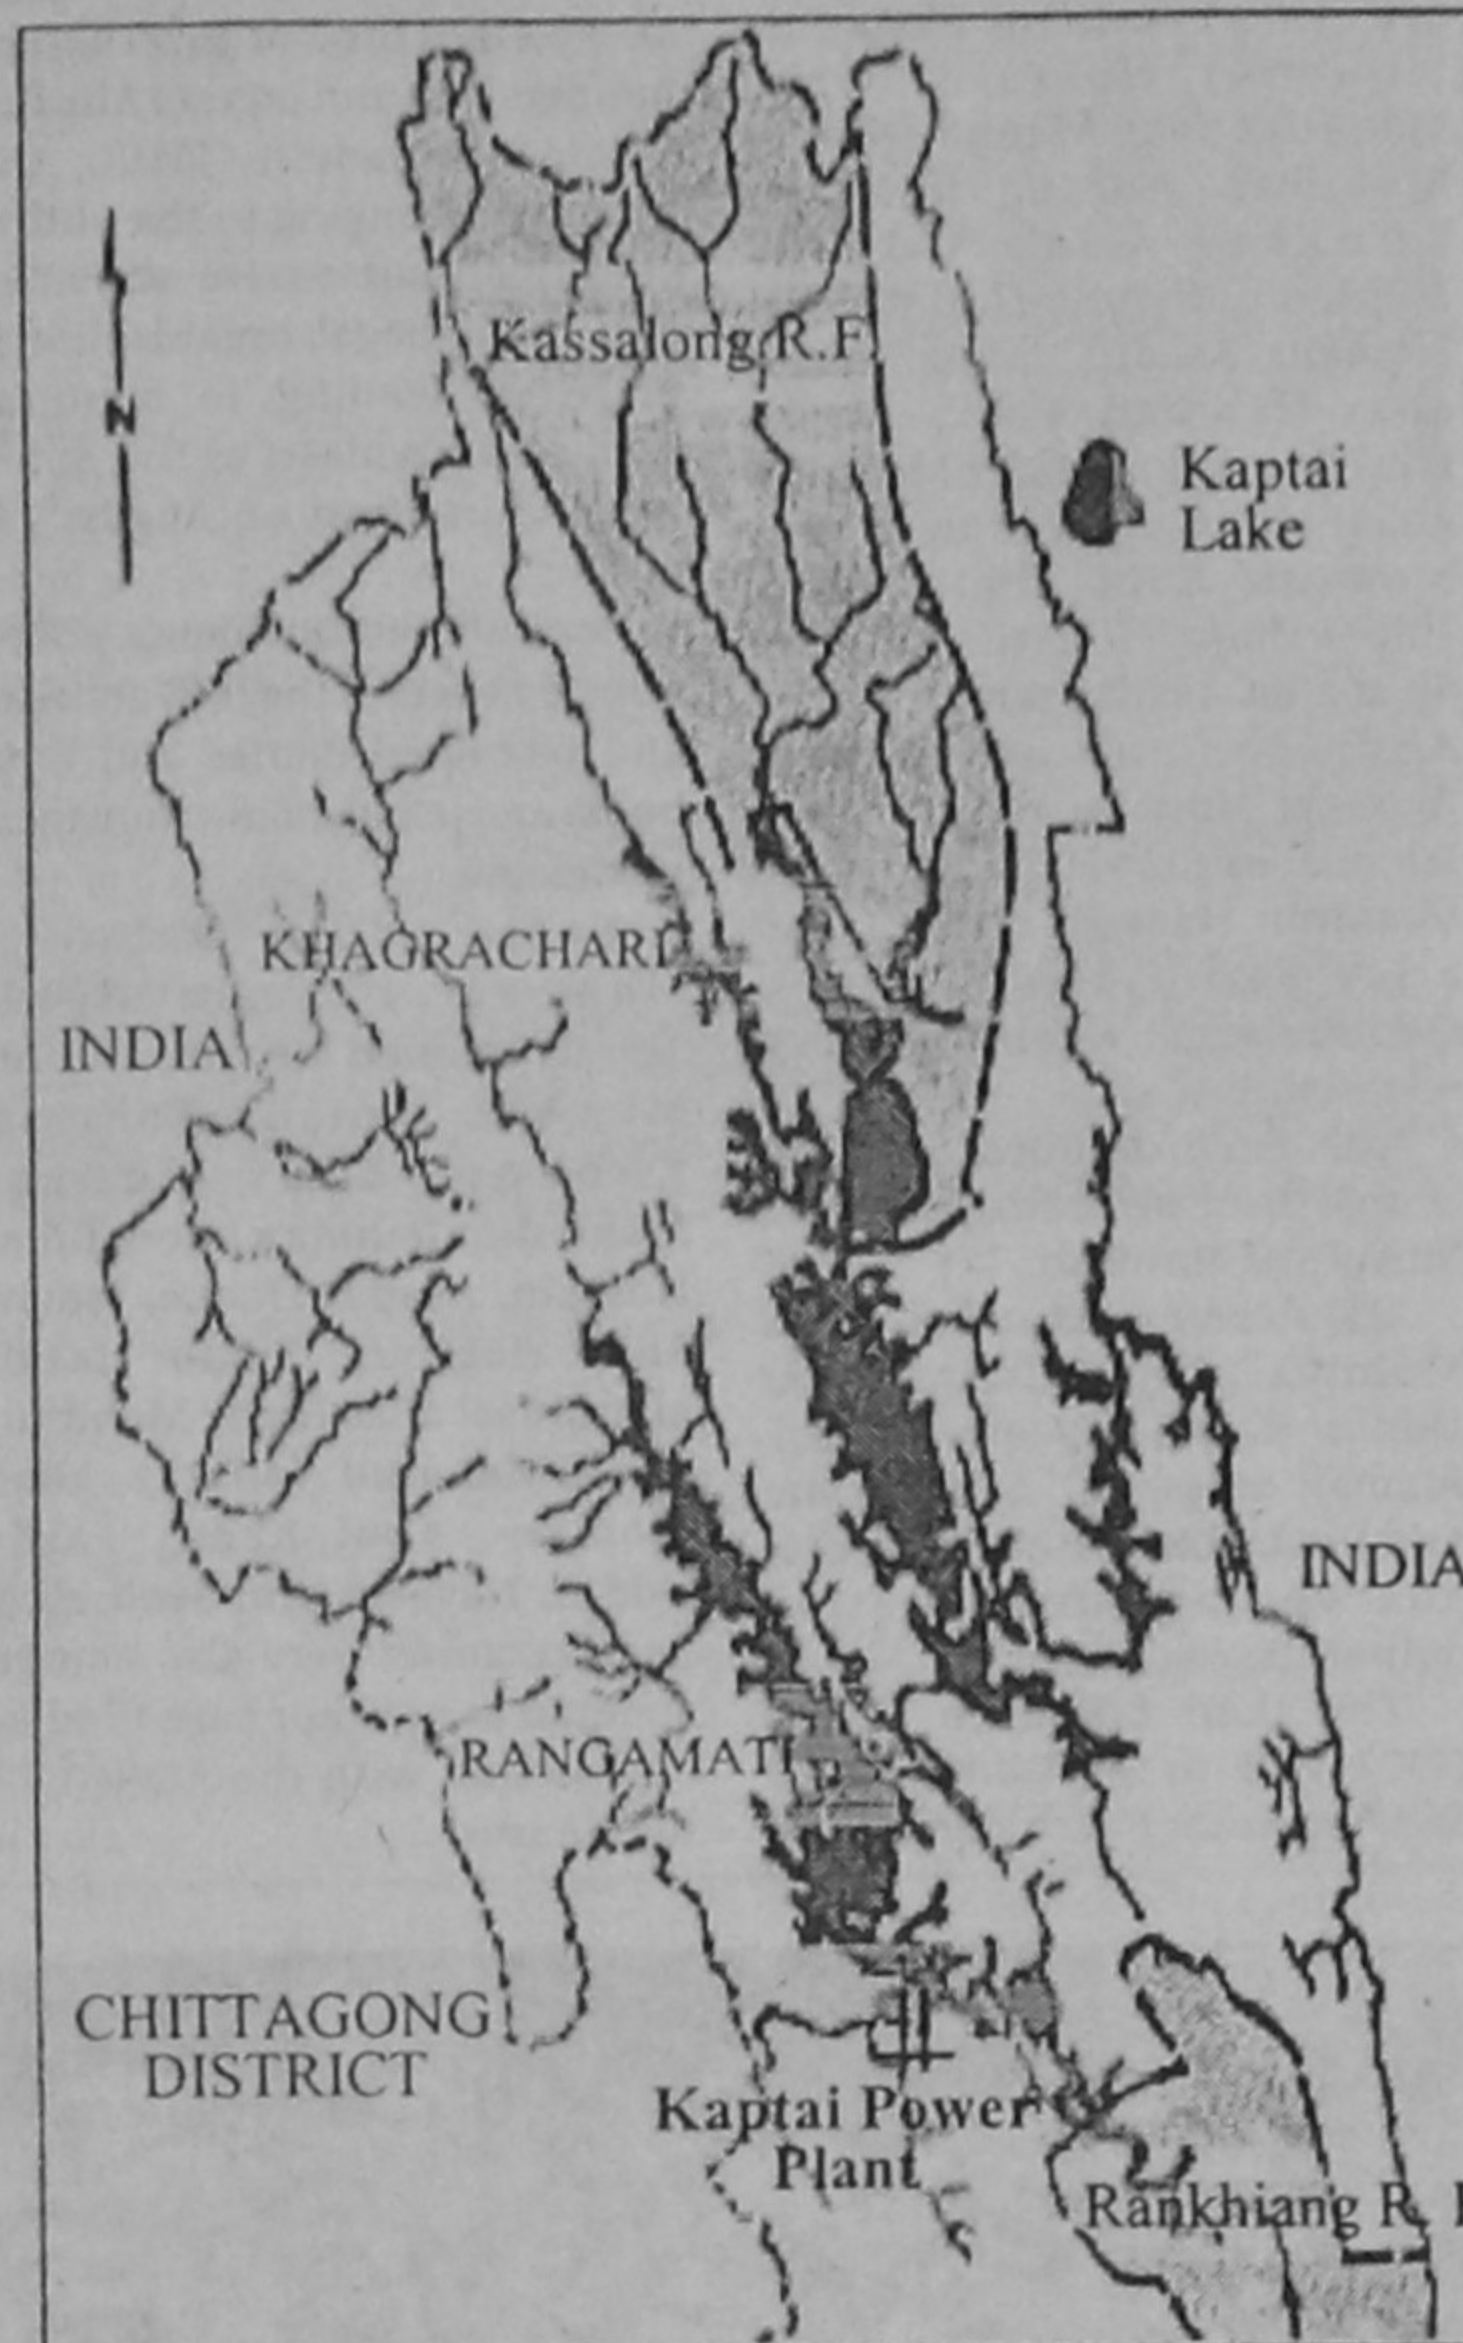 N
Kassalong R.F
Kaptai
Lake
KHAGRACHARI
INDIA
INDIA
RANGAMATI
CHITTAGONG
DISTRICT
Kaptai Power
Plant
Rankhiang R.